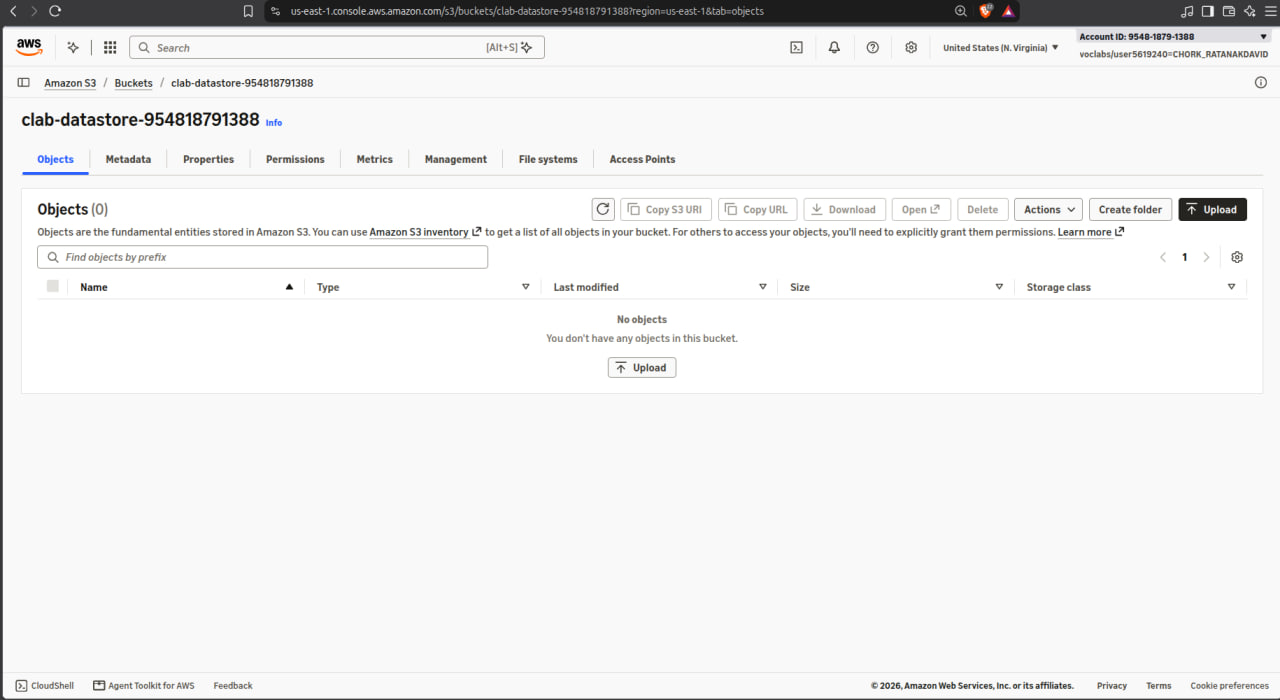 us-east-1.console.aws.amazon.com/s3/buckets/clab-datastore-954818791388?region=us-east-1&tab=objects
aws
Search [Alt+S]
United States (N. Virginia)
Account ID: 9548-1879-1388
voclabs/user5619240=CHORK_RATANAKDAVID
Amazon S3 / Buckets / clab-datastore-954818791388
clab-datastore-954818791388 Info
Objects Metadata Properties Permissions Metrics Management File systems Access Points
Objects (0) Copy S3 URI Copy URL Download Open Delete Actions Create folder Upload
Objects are the fundamental entities stored in Amazon S3. You can use Amazon S3 inventory to get a list of all objects in your bucket. For others to access your objects, you'll need to explicitly grant them permissions. Learn more
Find objects by prefix 1
Name Type Last modified Size Storage class
No objects
You don't have any objects in this bucket.
Upload
CloudShell Agent Toolkit for AWS Feedback © 2026, Amazon Web Services, Inc. or its affiliates. Privacy Terms Cookie preferences